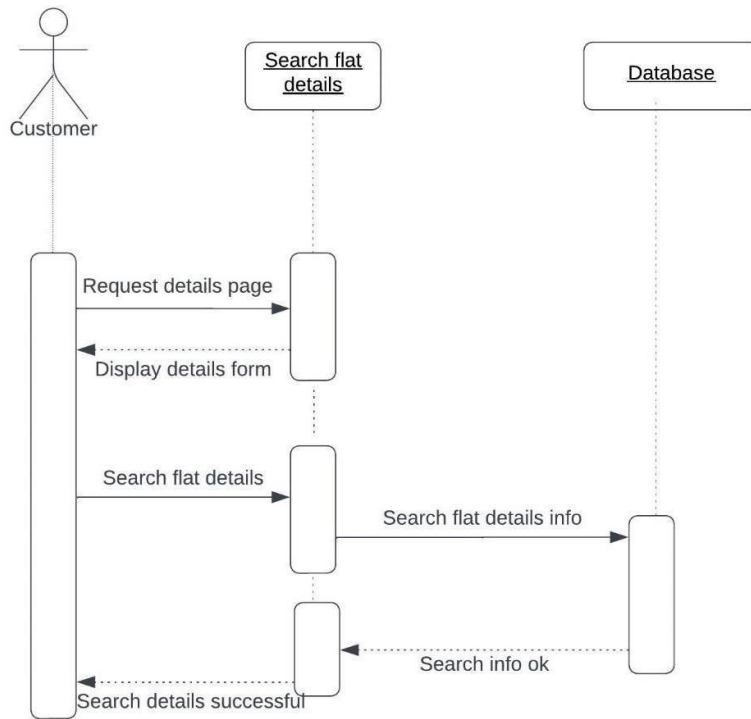 Search flat
details
Database
Customer
Request details page
Display details form
Search flat details
Search flat details info
Search info ok
Search details successful